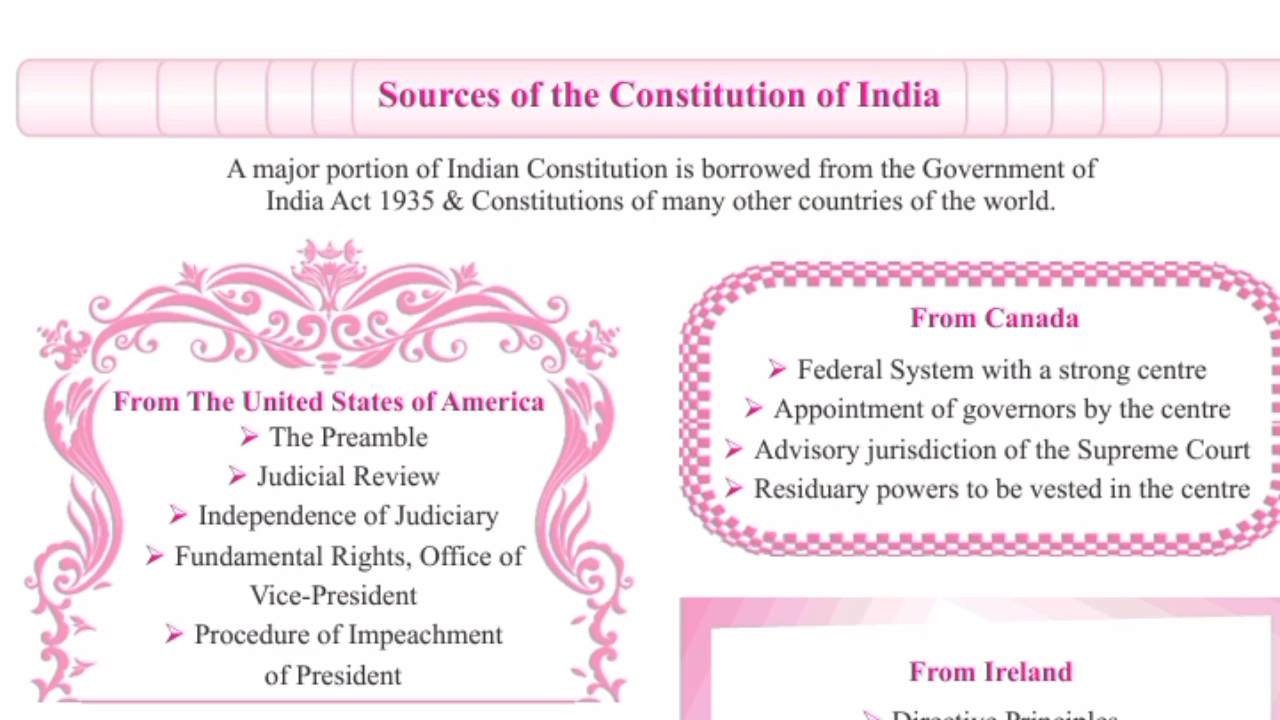 Sources of the Constitution of India
A major portion of Indian Constitution is borrowed from the Government of
India Act 1935 & Constitutions of many other countries of the world.
From The United States of America
➢ The Preamble
➢ Judicial Review
➢ Independence of Judiciary
➢ Fundamental Rights, Office of
Vice-President
➢ Procedure of Impeachment
of President
From Canada
➢ Federal System with a strong centre
➢ Appointment of governors by the centre
➢ Advisory jurisdiction of the Supreme Court
➢ Residuary powers to be vested in the centre
From Ireland
➢ Directive Principles